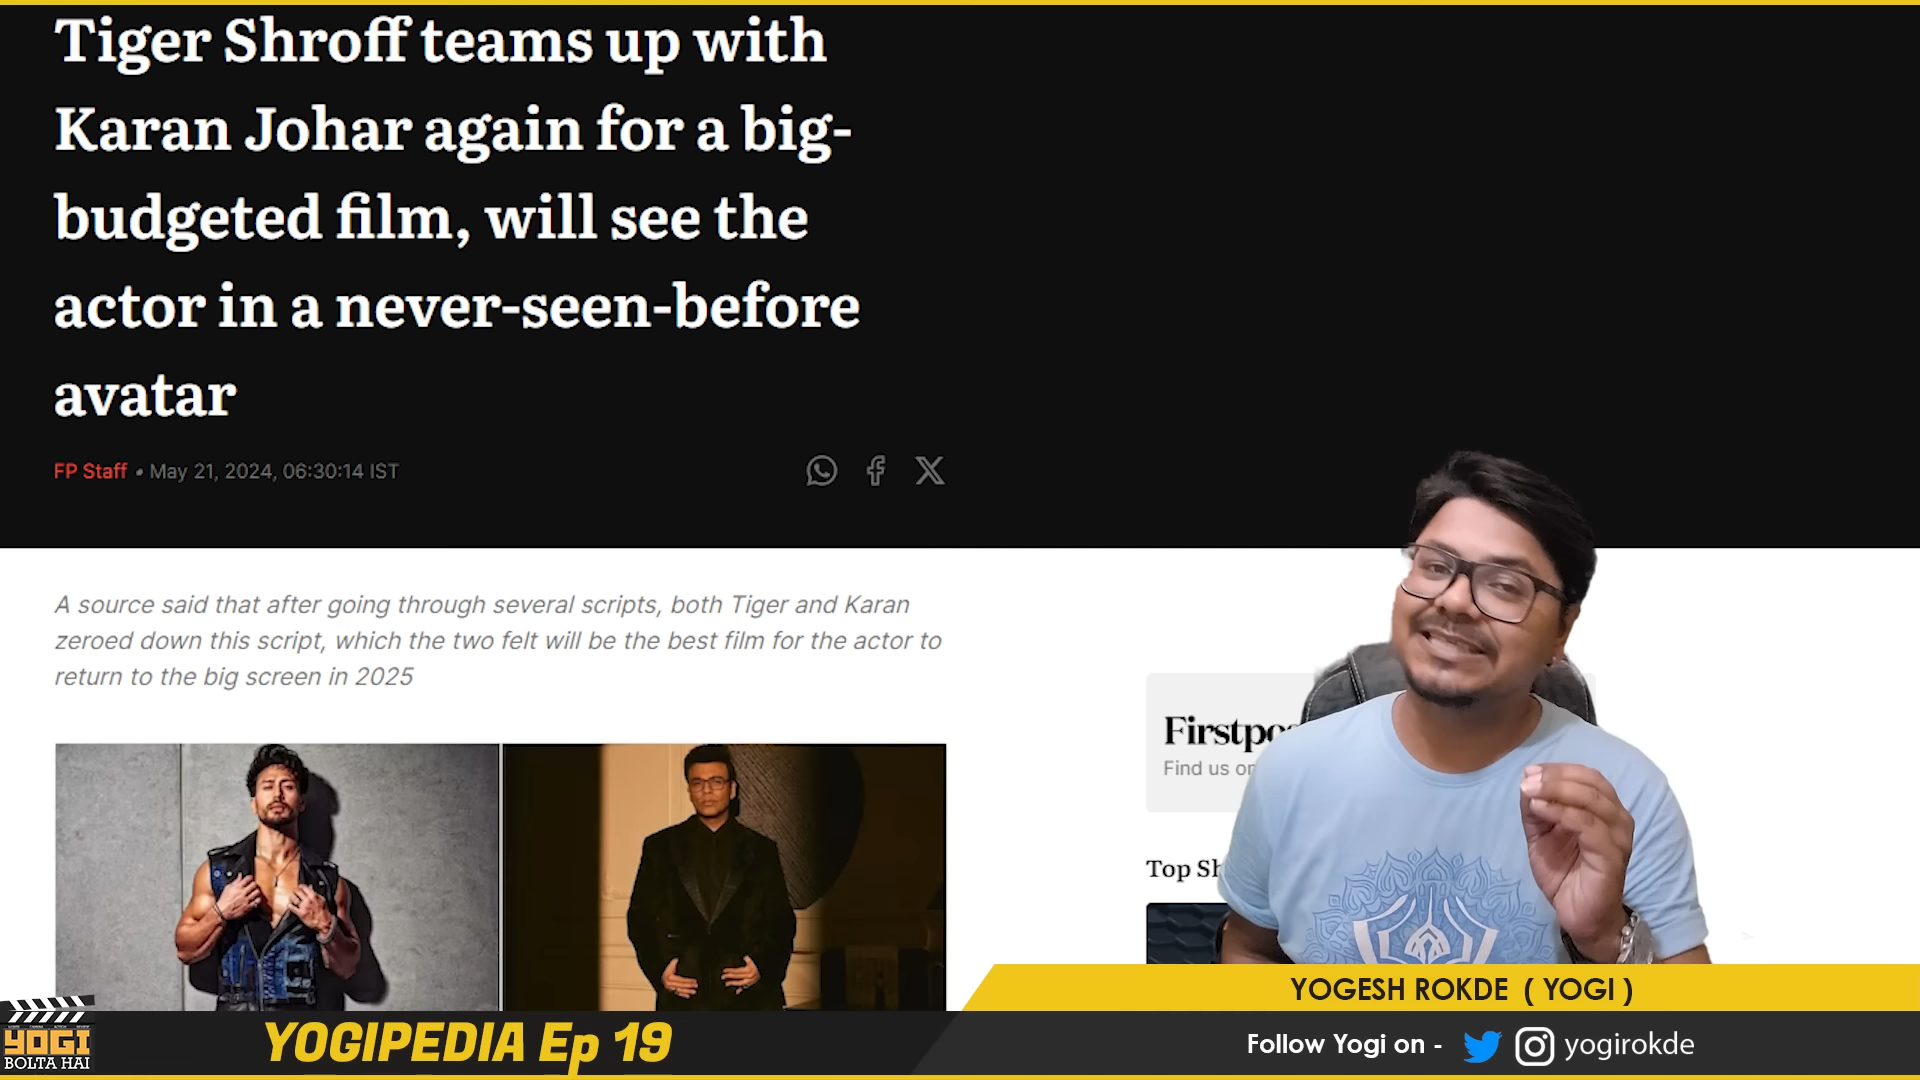 Tiger Shroff teams up with
Karan Johar again for a big-
budgeted film, will see the
actor in a never-seen-before
avatar
FP Staff • May 21, 2024, 06:30:14 IST
A source said that after going through several scripts, both Tiger and Karan
zeroed down this script, which the two felt will be the best film for the actor to
return to the big screen in 2025
Find us on
Top
YOGESH ROKDE ( YOGI )
YOGI
BOLTA HAI
YOGIPEDIA Ep 19
Follow Yogi on - yogirokde